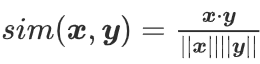 sim(𝒙, 𝒚) = 𝒙·𝒚 / ||𝒙||||𝒚||